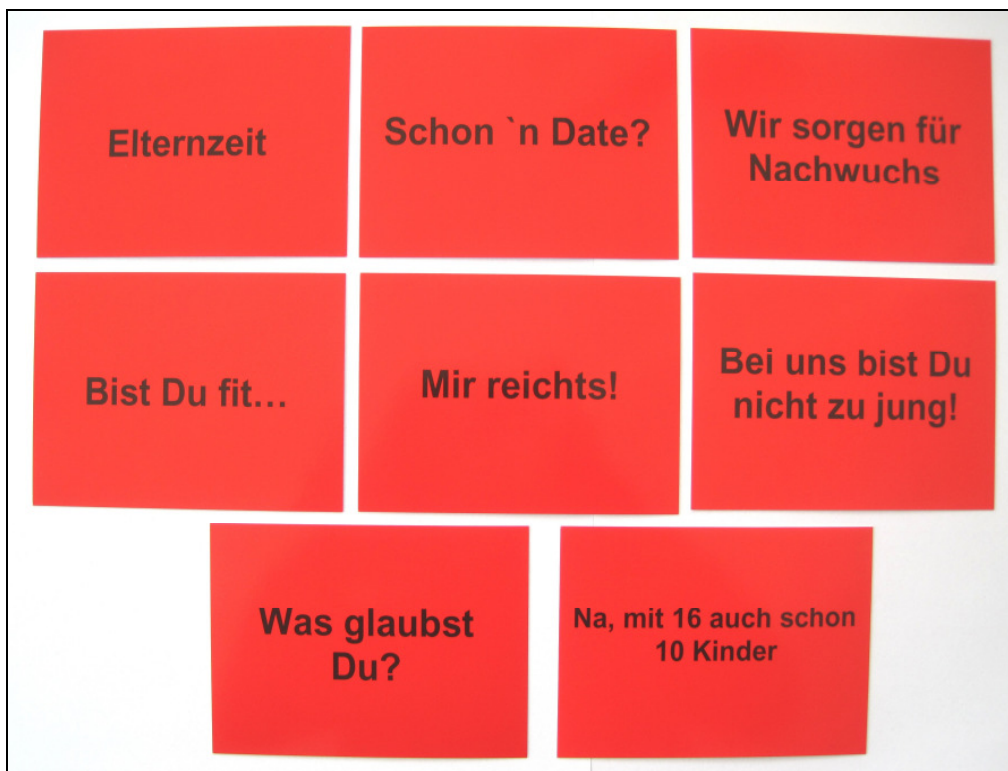 Elternzeit
Schon `n Date?
Wir sorgen für
Nachwuchs
Bist Du fit…
Mir reichts!
Bei uns bist Du
nicht zu jung!
Was glaubst
Du?
Na, mit 16 auch schon
10 Kinder